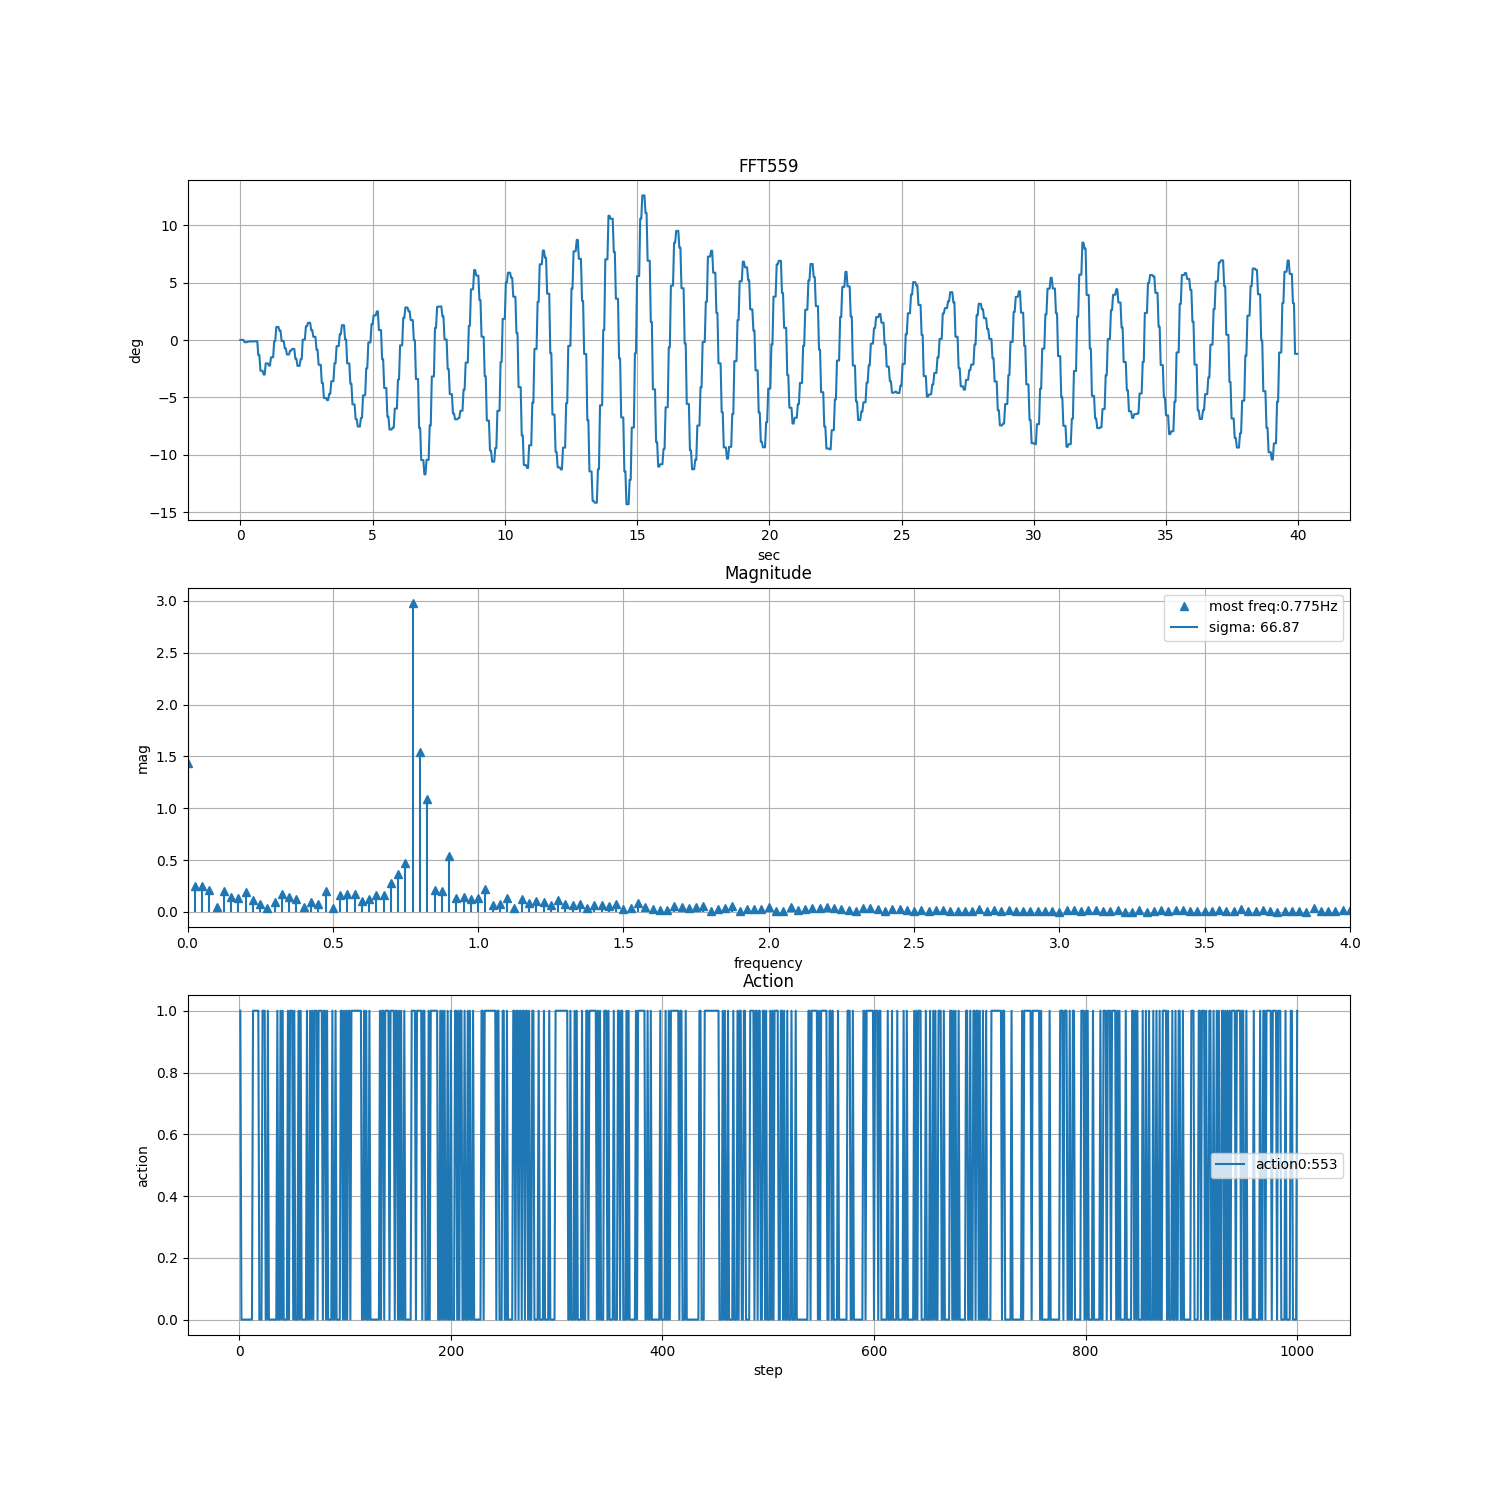 FFT559
10
5
0
−5
−10
−15
deg
0 5 10 15 20 25 30 35 40
sec
Magnitude
most freq:0.775Hz
sigma: 66.87
3.0
2.5
2.0
1.5
1.0
0.5
0.0
mag
0.0 0.5 1.0 1.5 2.0 2.5 3.0 3.5 4.0
frequency
Action
1.0
0.8
0.6
0.4
0.2
0.0
action
action0:553
0 200 400 600 800 1000
step